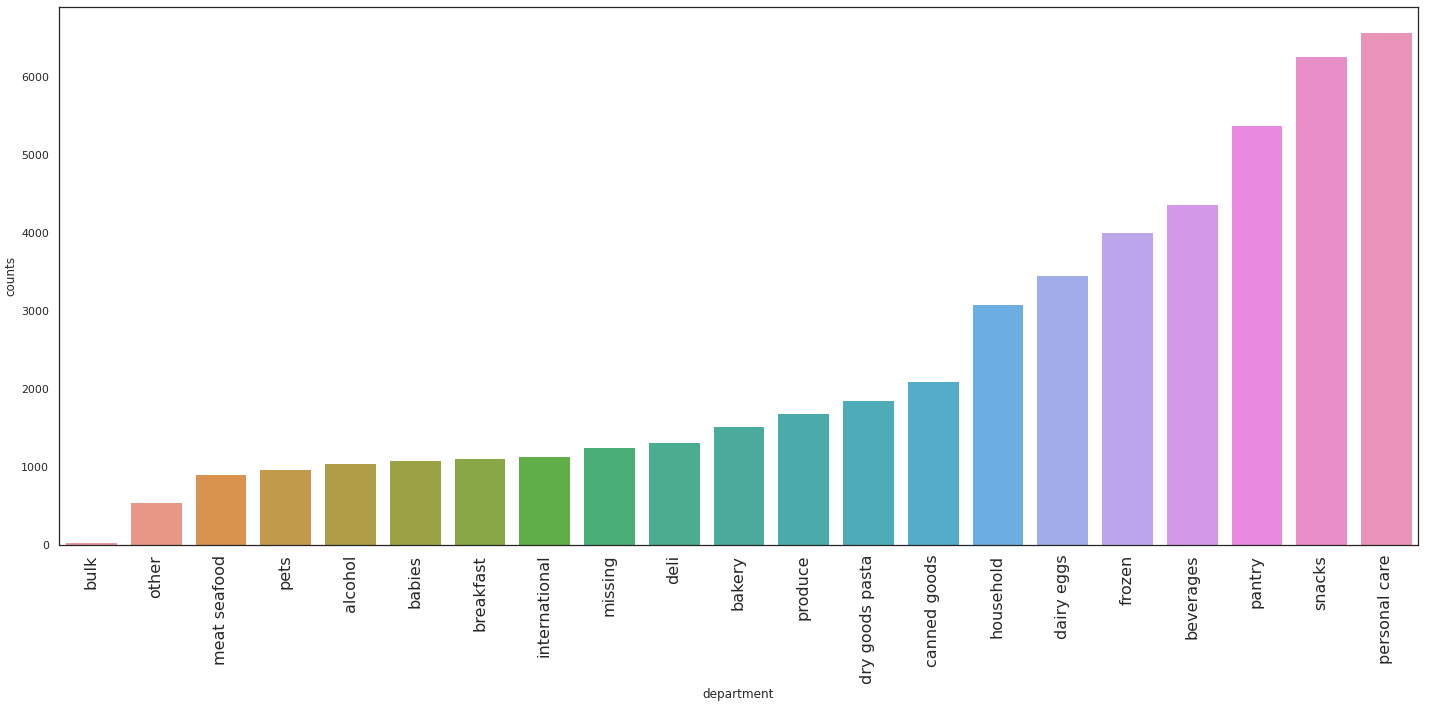 6000
5000
4000
3000
2000
1000
0
counts
bulk
other
meat seafood
pets
alcohol
babies
breakfast
international
missing
deli
bakery
produce
dry goods pasta
canned goods
household
dairy eggs
frozen
beverages
pantry
snacks
personal care
department